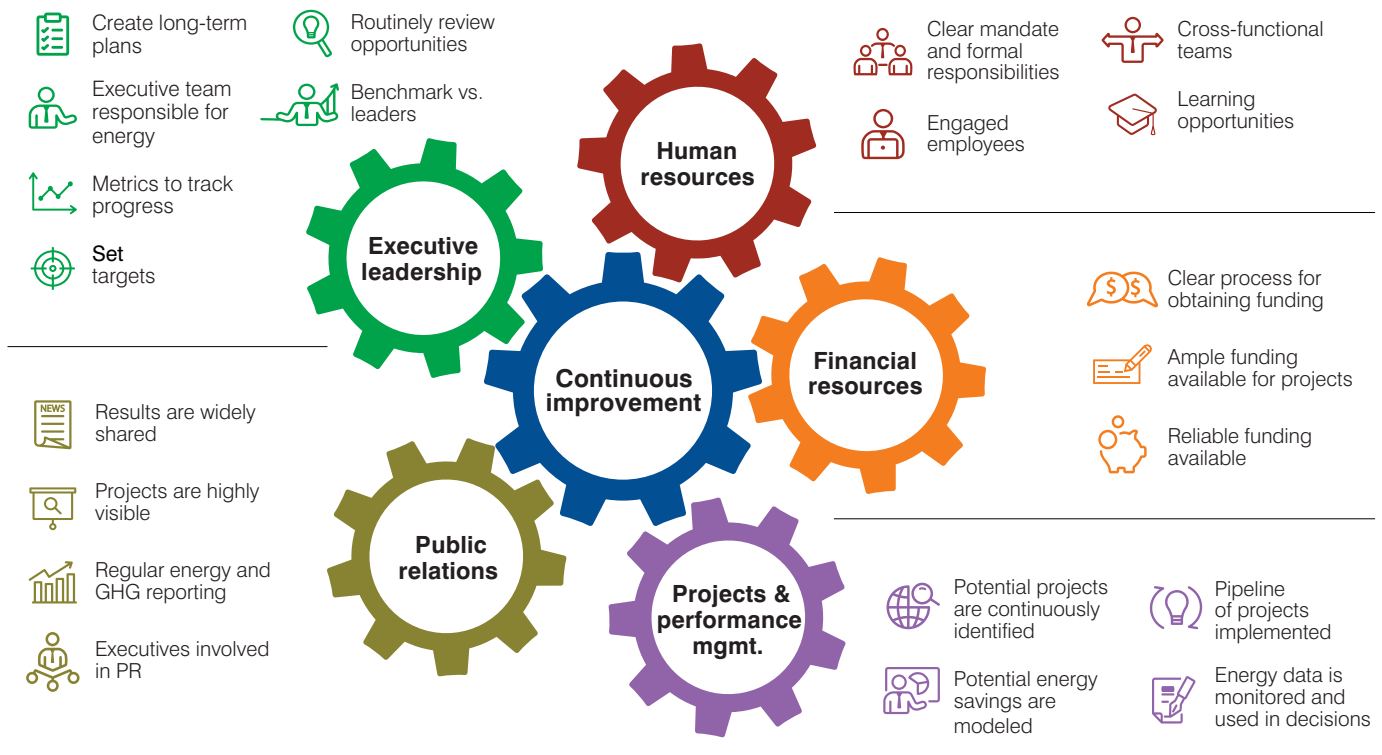 Create long-term
plans
Routinely review
opportunities
Executive team
responsible for
energy
Benchmark vs.
leaders
Metrics to track
progress
Set
targets
Executive
leadership
Human
resources
Clear mandate
and formal
responsibilities
Cross-functional
teams
Engaged
employees
Learning
opportunities
Continuous
improvement
Financial
resources
$ $
Clear process for
obtaining funding
Ample funding
available for projects
Reliable funding
available
NEWS
Results are widely
shared
Projects are highly
visible
Regular energy and
GHG reporting
Executives involved
in PR
Public
relations
Projects &
performance
mgmt.
Potential projects
are continuously
identified
Pipeline
of projects
implemented
Potential energy
savings are
modeled
Energy data is
monitored and
used in decisions